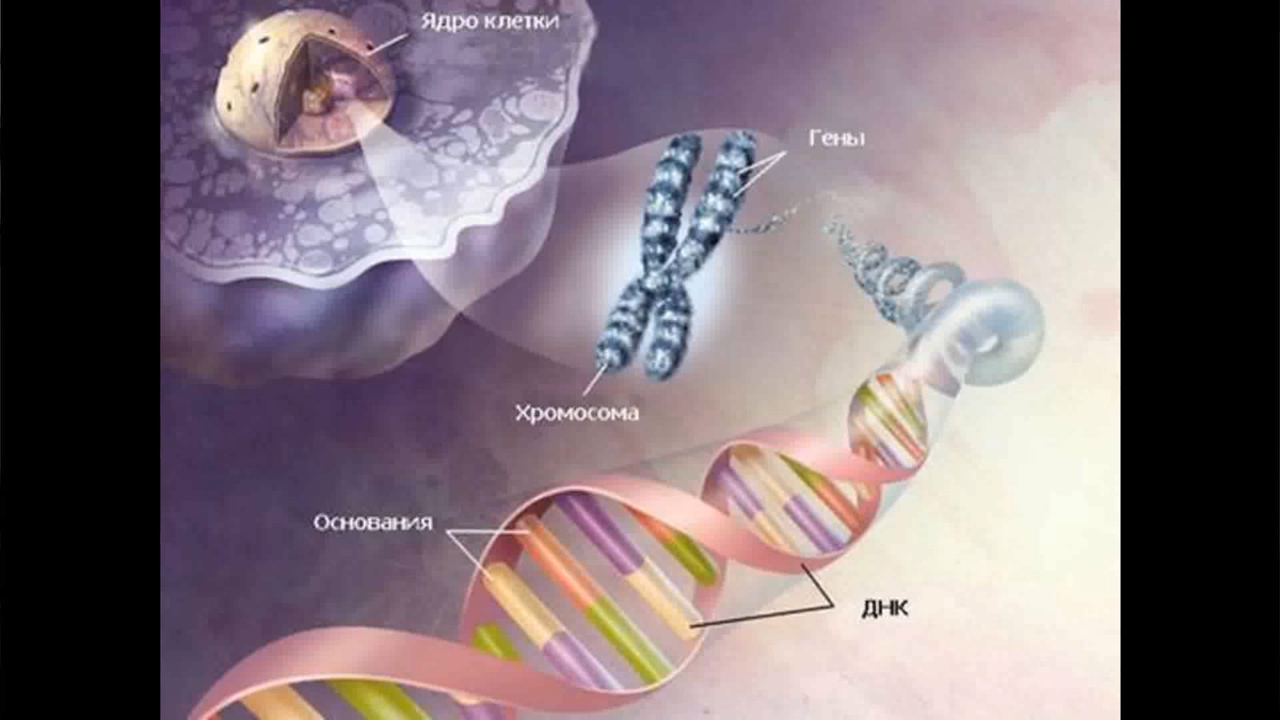 Ядро клетки
Гены
Хромосома
Основания
ДНК